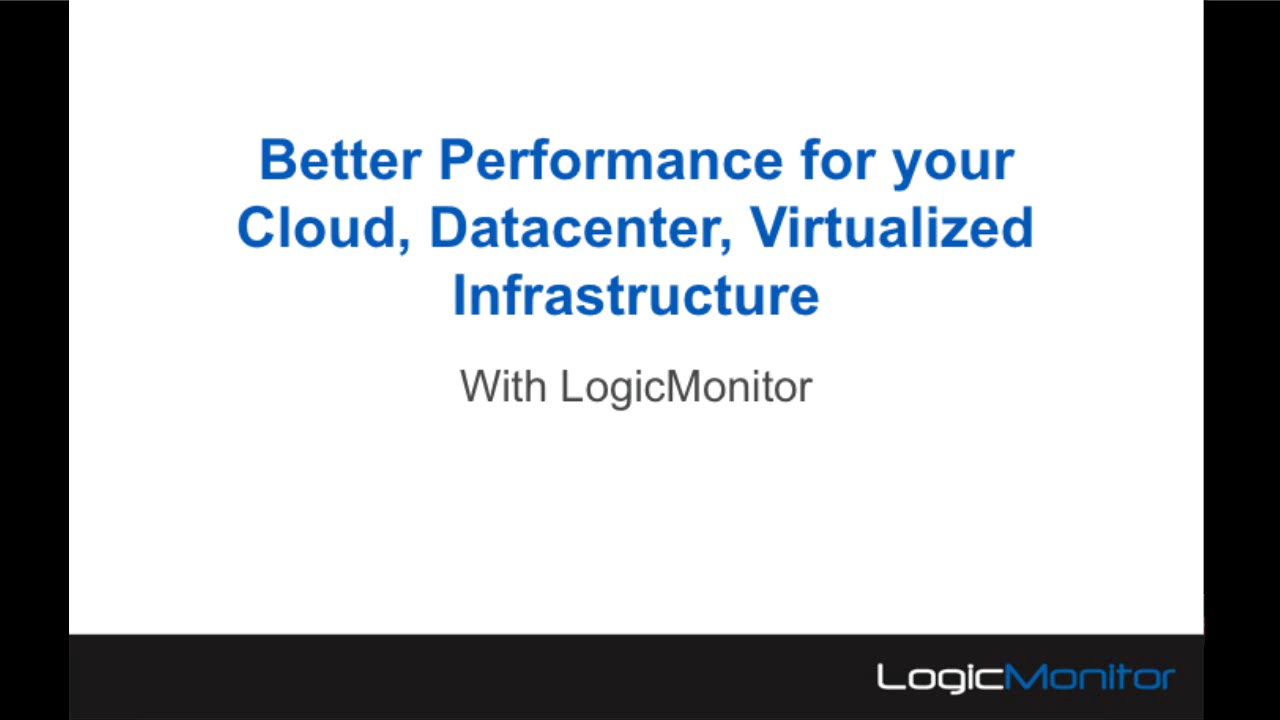 Better Performance for your
Cloud, Datacenter, Virtualized
Infrastructure
With LogicMonitor
LogicMonitor